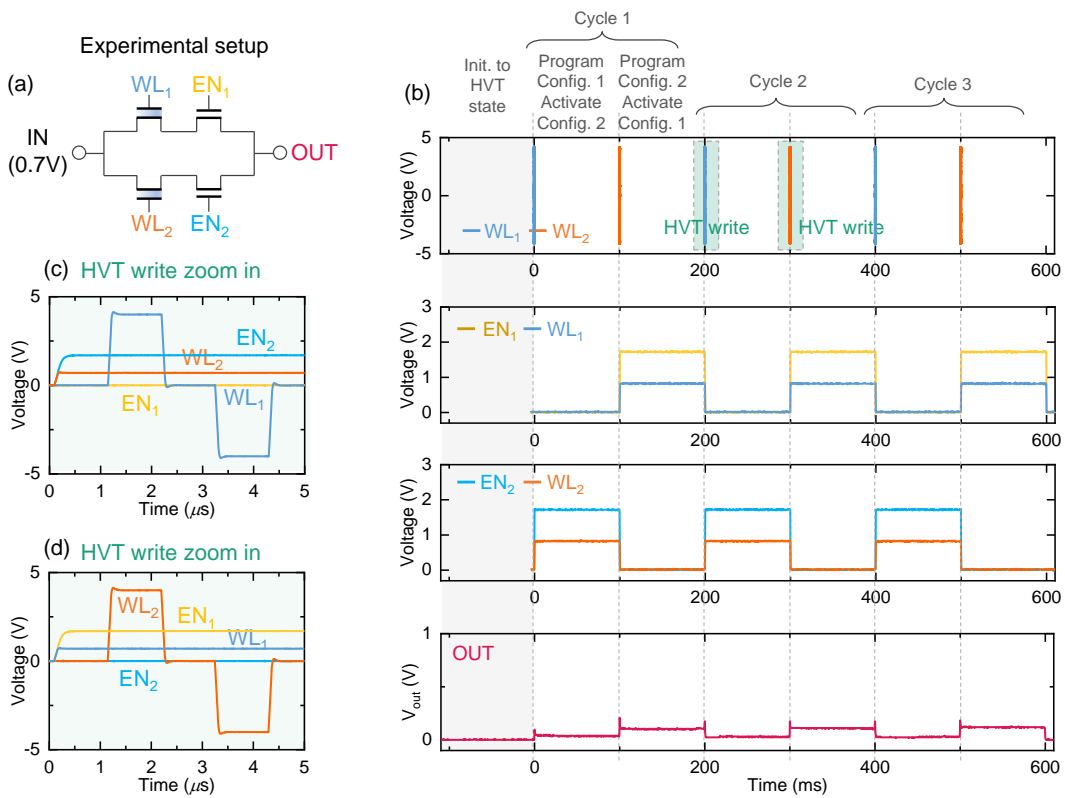 Experimental setup
(a)
WL1
EN1
IN
(0.7V)
OUT
WL2
EN2
(b)
Cycle 1
Init. to
HVT
state
Program
Config. 1
Activate
Config. 2
Program
Config. 2
Activate
Config. 1
Cycle 2
Cycle 3
Voltage (V)
5
0
-5
WL1
WL2
HVT write
HVT write
0
200
400
600
(c)
HVT write zoom in
Voltage (V)
5
0
-5
EN2
WL2
EN1
WL1
0
1
2
3
4
5
Time (μs)
Voltage (V)
3
2
1
0
EN1
WL1
0
200
400
600
Voltage (V)
3
2
1
0
EN2
WL2
0
200
400
600
(d)
HVT write zoom in
Voltage (V)
5
0
-5
WL2
EN1
WL1
EN2
0
1
2
3
4
5
Time (μs)
Vout (V)
1
0
OUT
0
200
400
600
Time (ms)